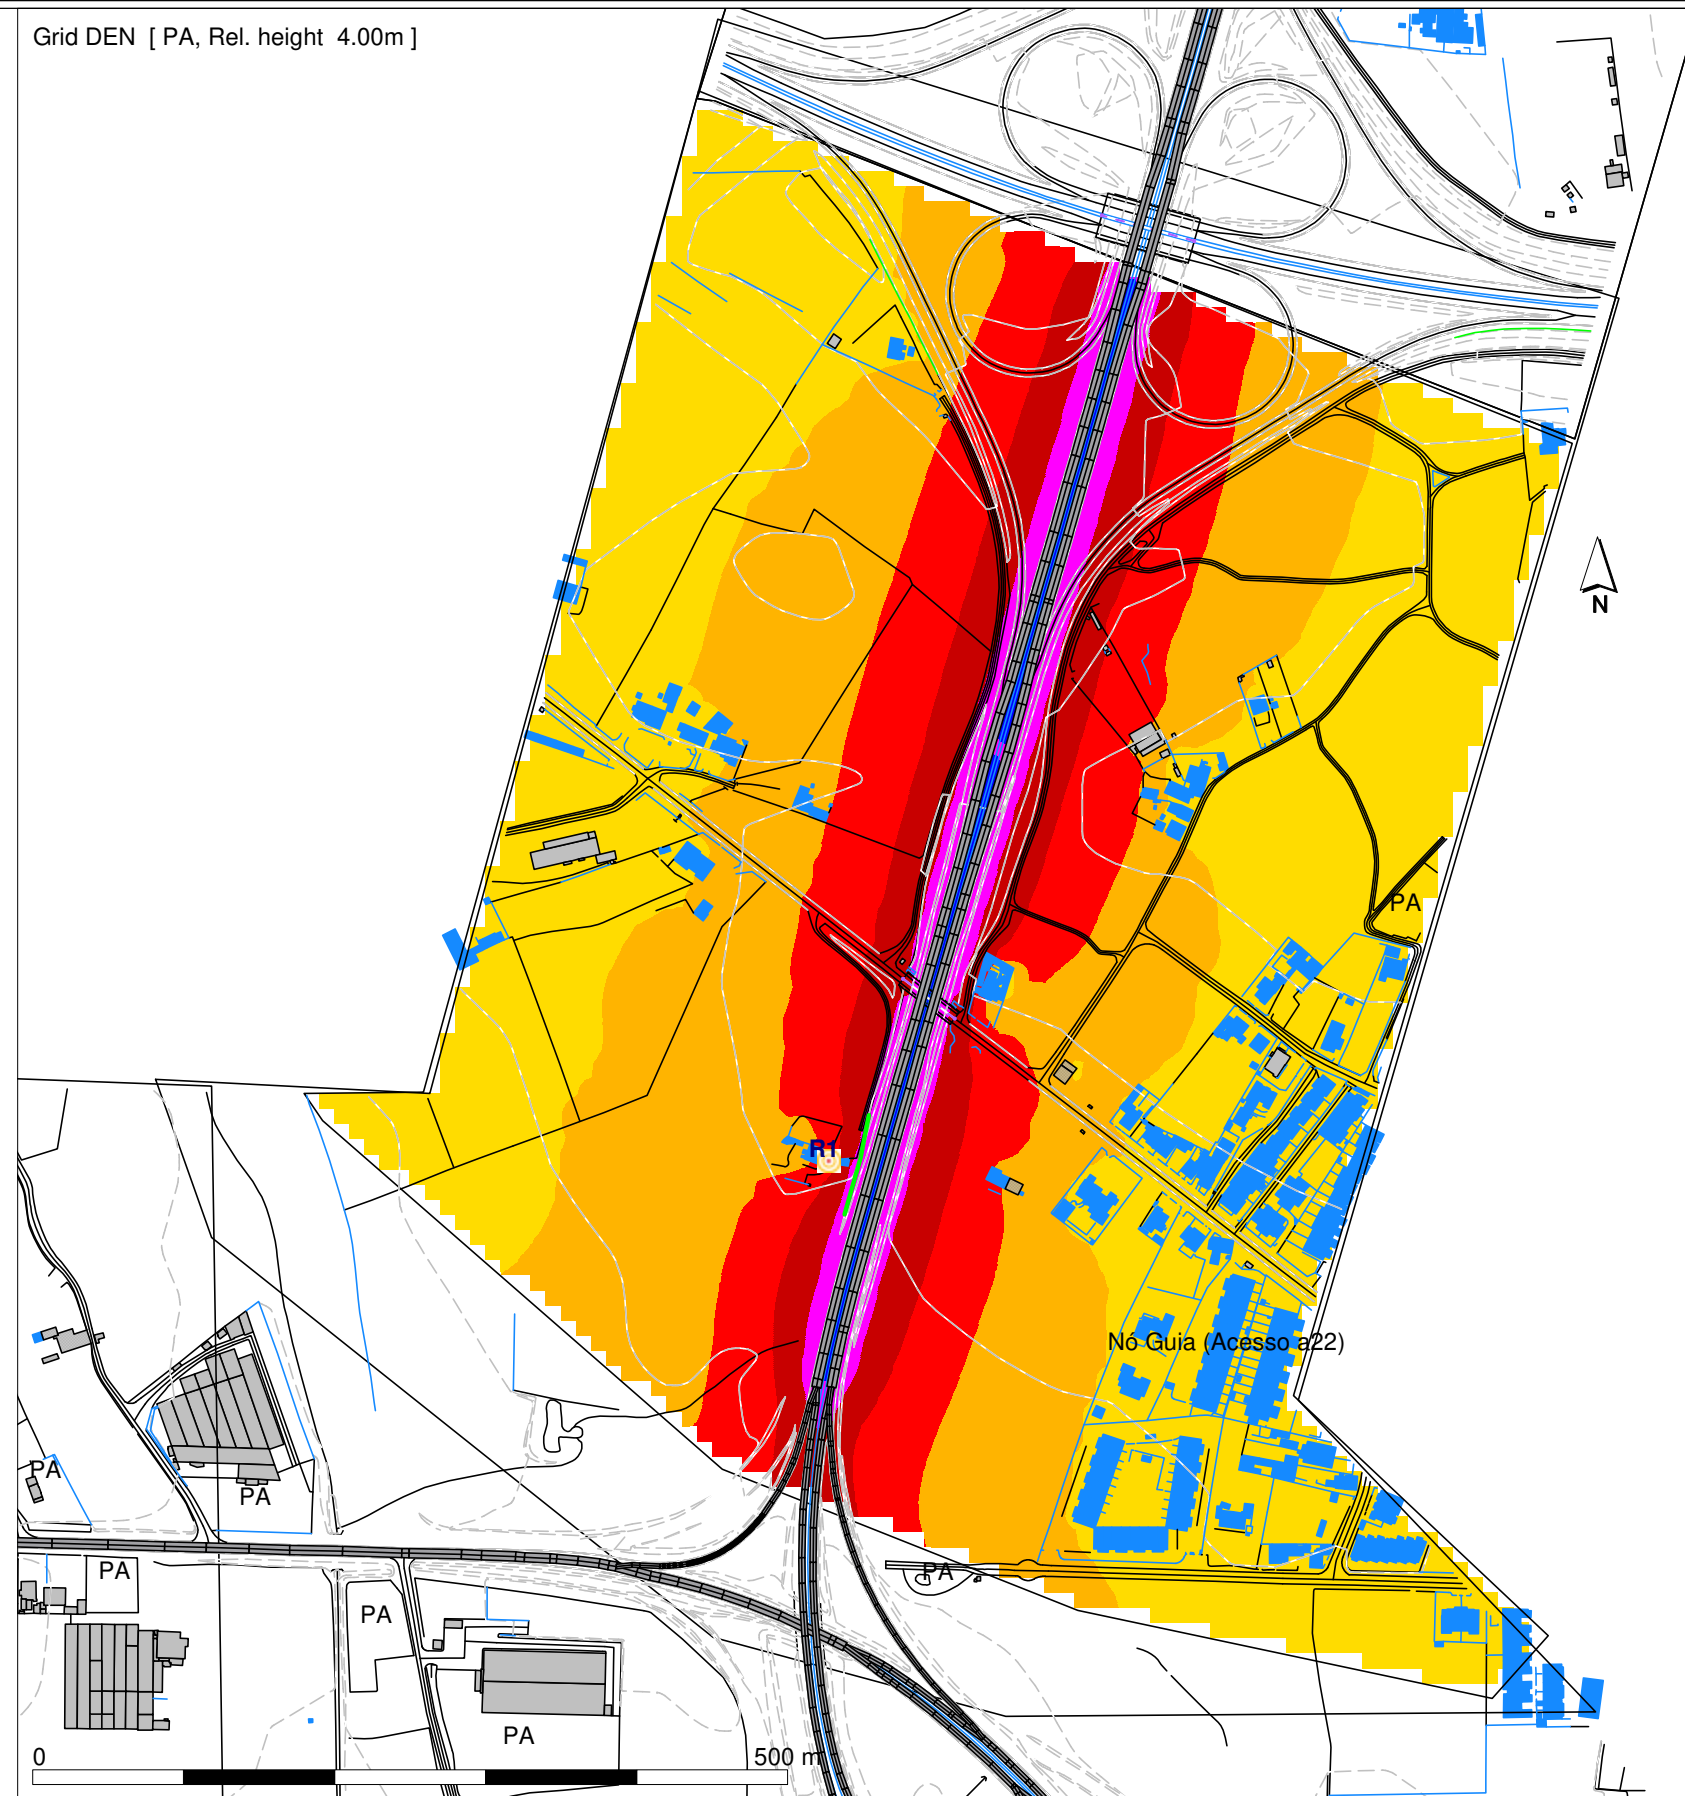 Grid DEN [ PA, Rel. height 4.00m ]
N
PA
R1
Nó Guia (Acesso a22)
PA
PA
PA
PA
PA
PA
0
500 m